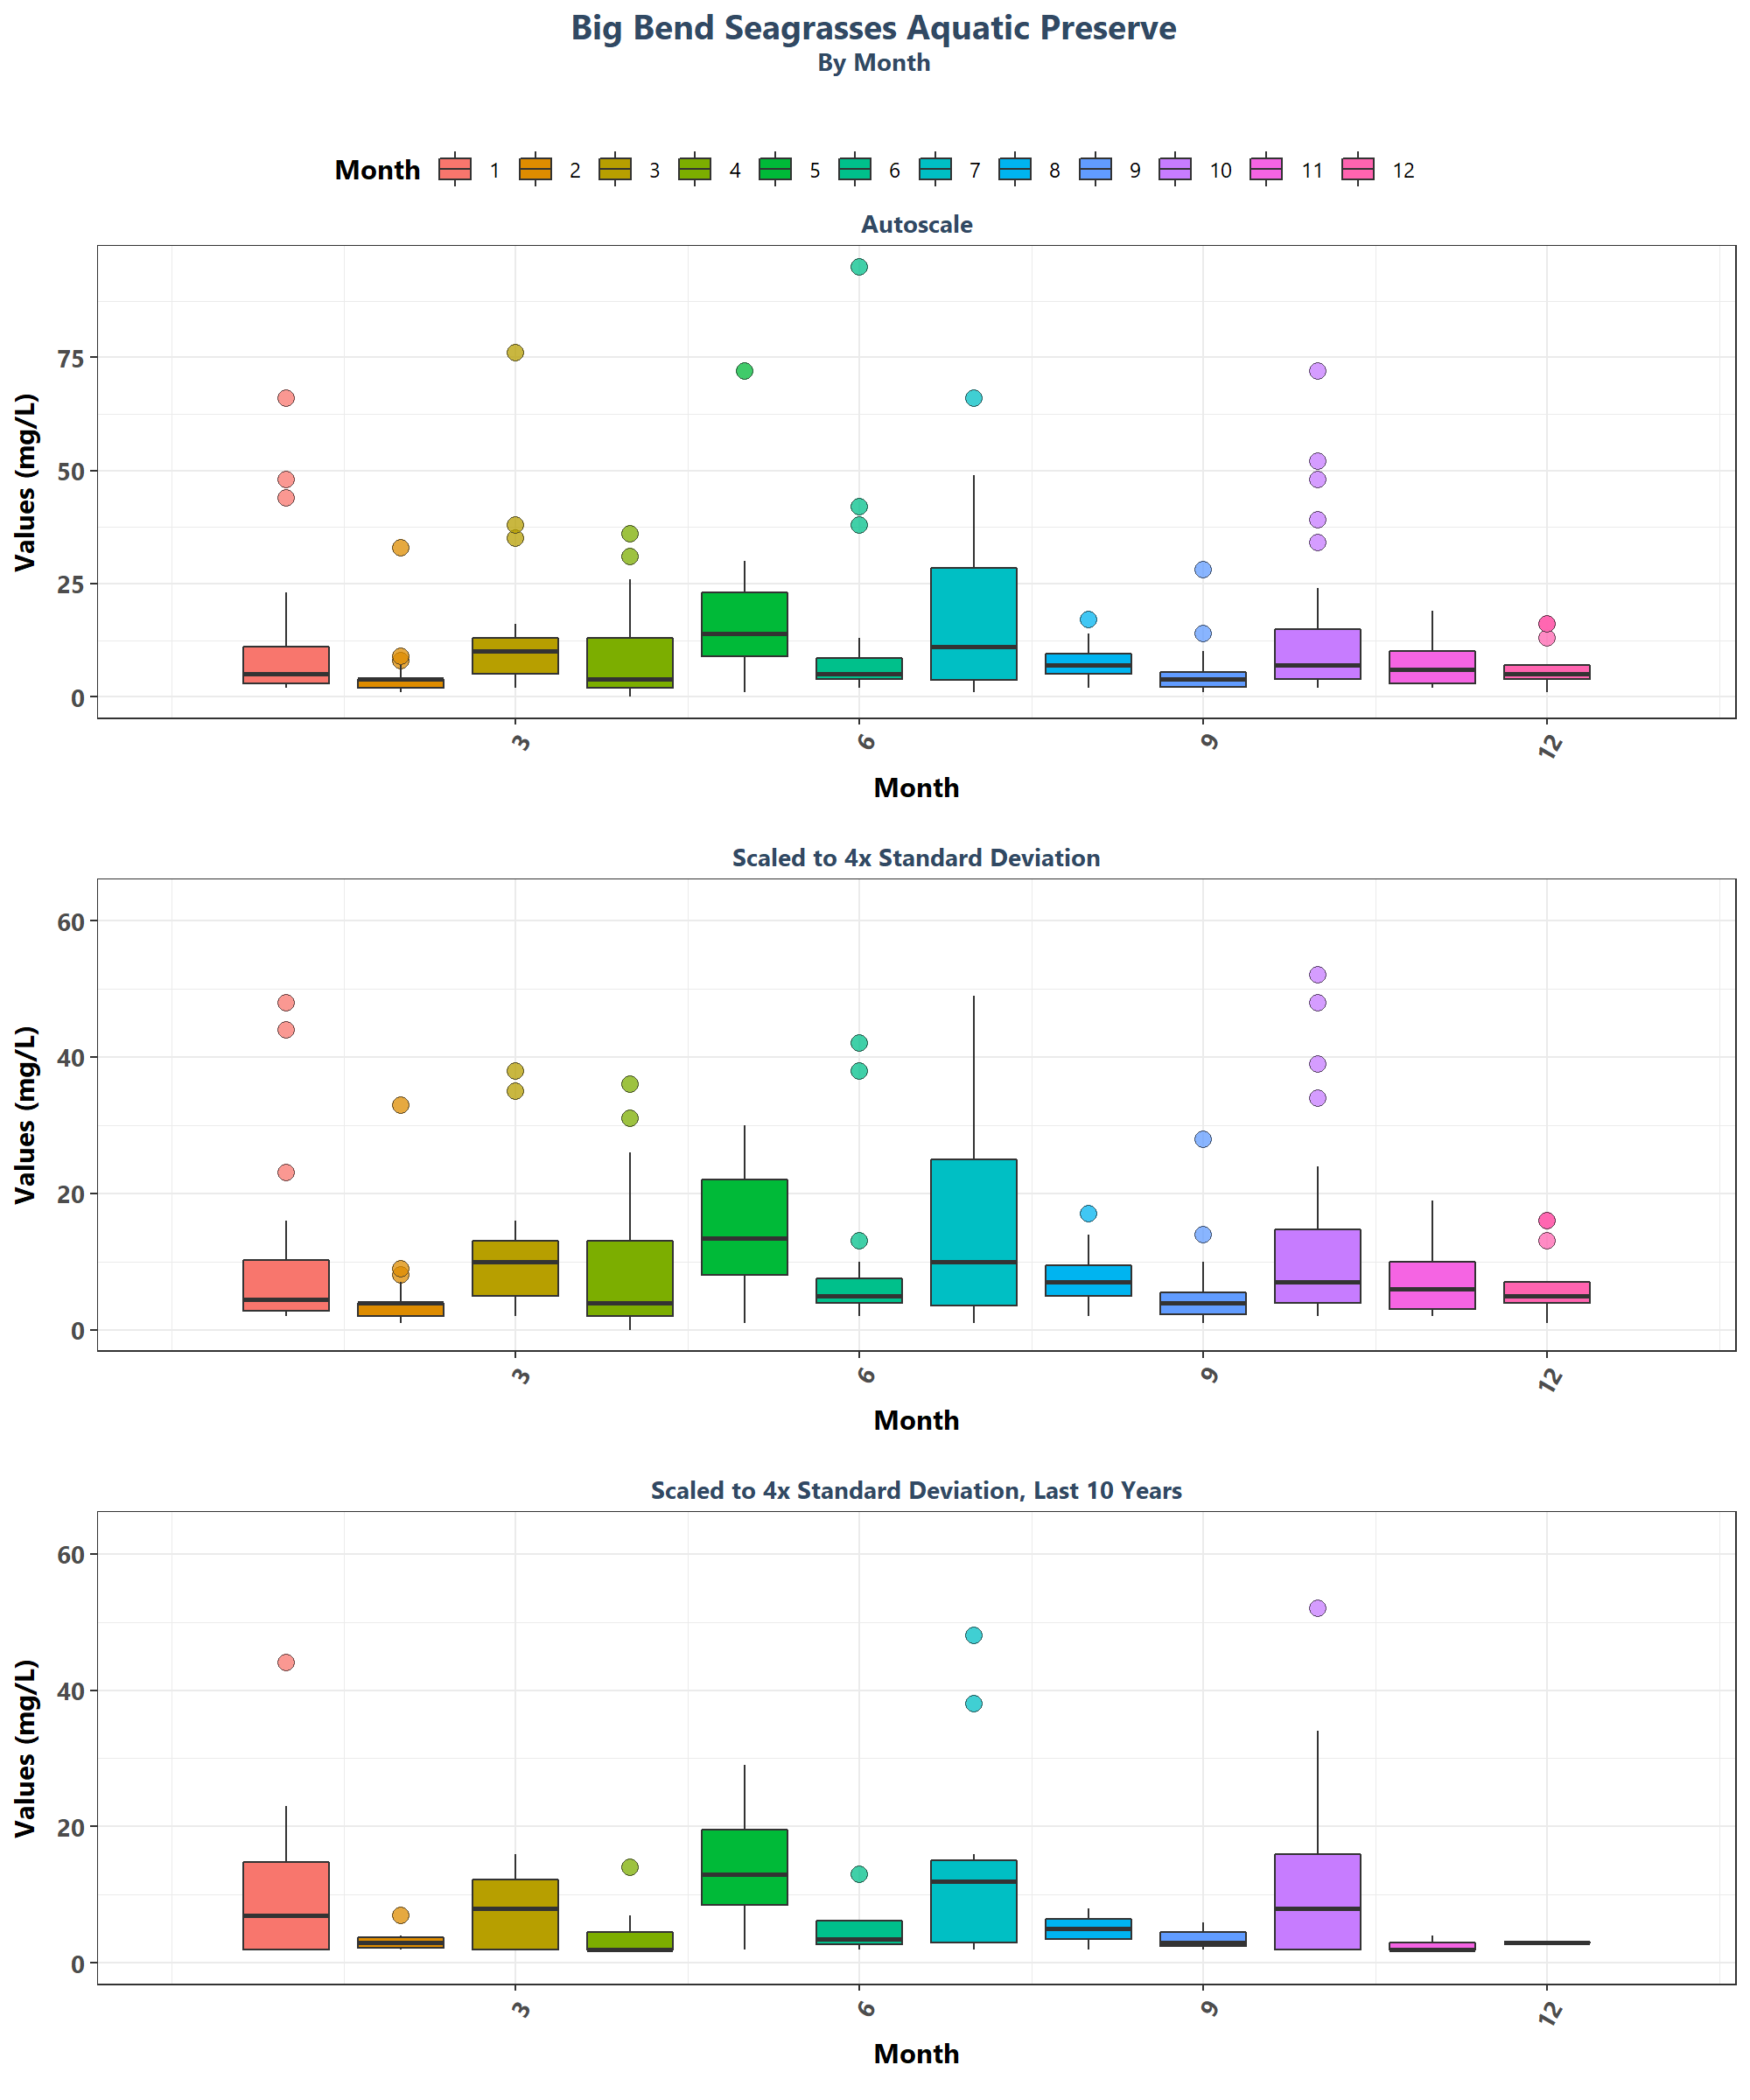 Big Bend Seagrasses Aquatic Preserve
By Month
Month 1 2 3 4 5 6 7 8 9 10 11 12
Autoscale
Values (mg/L)
75
50
25
0
3 6 9 12
Month
Scaled to 4x Standard Deviation
Values (mg/L)
60
40
20
0
3 6 9 12
Month
Scaled to 4x Standard Deviation, Last 10 Years
Values (mg/L)
60
40
20
0
3 6 9 12
Month